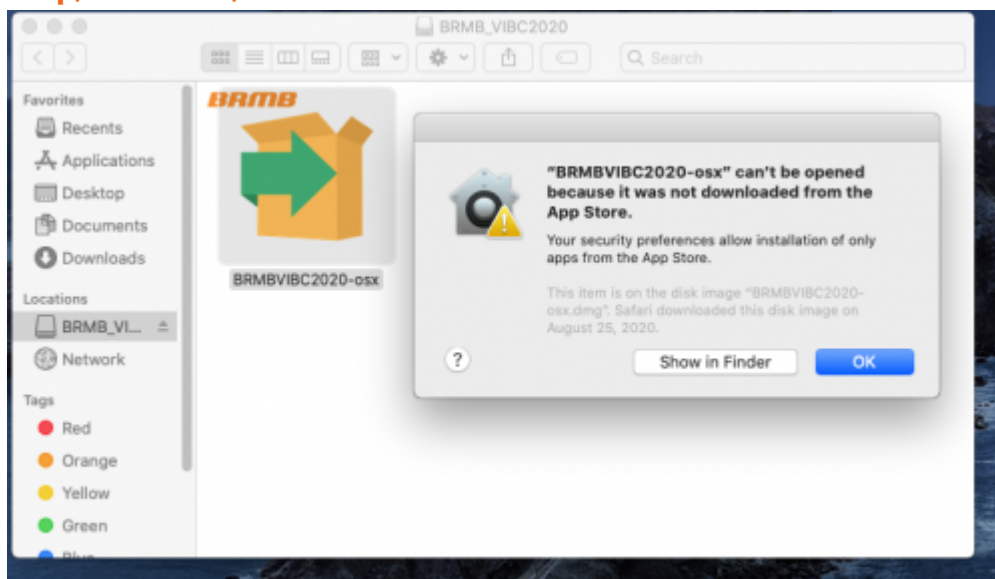 BRMB_VIBC2020
Search
Favorites
Recents
Applications
Desktop
Documents
Downloads
Locations
BRMB_VI...
Network
Tags
Red
Orange
Yellow
Green
BRMB
BRMBVIBC2020-osx
"BRMBVIBC2020-osx" can't be opened
because it was not downloaded from the
App Store.
Your security preferences allow installation of only
apps from the App Store.
This item is on the disk image "BRMBVIBC2020-
osx.dmg". Safari downloaded this disk image on
August 25, 2020.
?
Show in Finder
OK